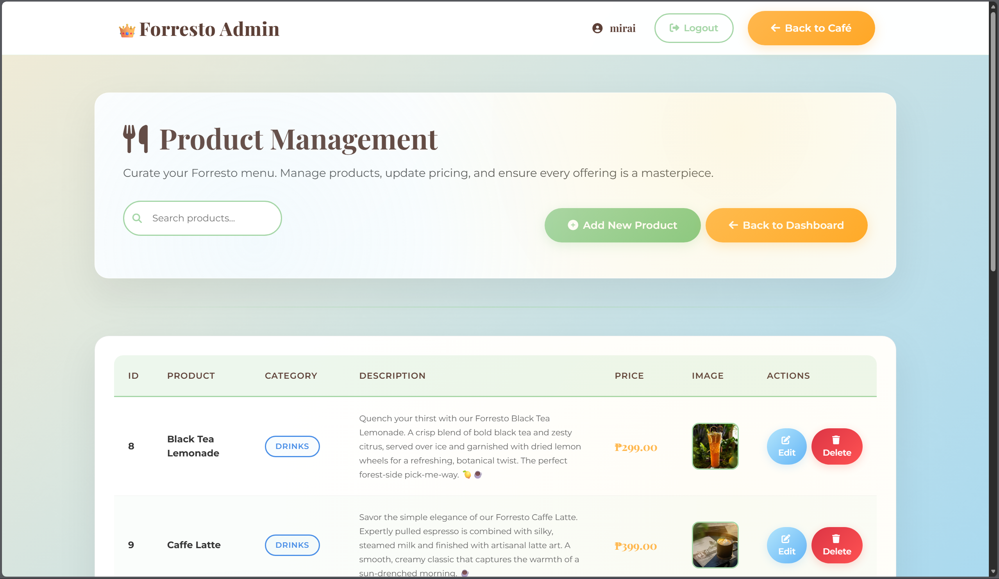 👑 Forresto Admin
mirai
Logout
← Back to Café
Product Management
Curate your Forresto menu. Manage products, update pricing, and ensure every offering is a masterpiece.
Search products...
Add New Product
← Back to Dashboard
ID PRODUCT CATEGORY DESCRIPTION PRICE IMAGE ACTIONS
8
Black Tea
Lemonade
DRINKS
Quench your thirst with our Forresto Black Tea
Lemonade. A crisp blend of bold black tea and zesty
citrus, served over ice and garnished with dried lemon
wheels for a refreshing, botanical twist. The perfect
forest-side pick-me-way. 🍋 ☕
₱299.00
Edit
Delete
9
Caffe Latte
DRINKS
Savor the simple elegance of our Forresto Caffe Latte.
Expertly pulled espresso is combined with silky,
steamed milk and finished with artisanal latte art. A
smooth, creamy classic that captures the warmth of a
sun-drenched morning. ☕
₱399.00
Edit
Delete